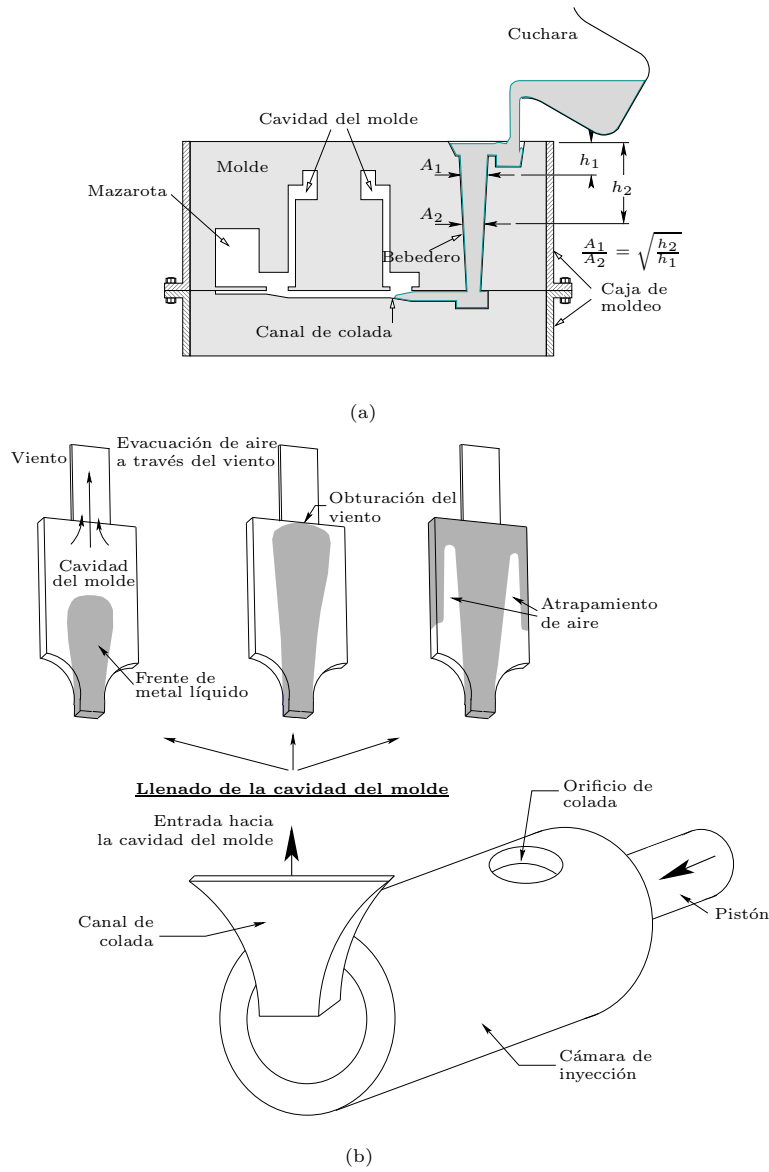 Cuchara
Cavidad del molde
Molde
Mazarota
A₁
h₁
h₂
A₂
Bebedero
A₁/A₂ = √(h₂/h₁)
Caja de
moldeo
Canal de colada
(a)
Viento
Evacuación de aire
a través del viento
Obturación del
viento
Cavidad
del molde
Atrapamiento
de aire
Frente de
metal líquido
Llenado de la cavidad del molde
Orificio de
colada
Entrada hacia
la cavidad del molde
Canal de
colada
Pistón
Cámara de
inyección
(b)